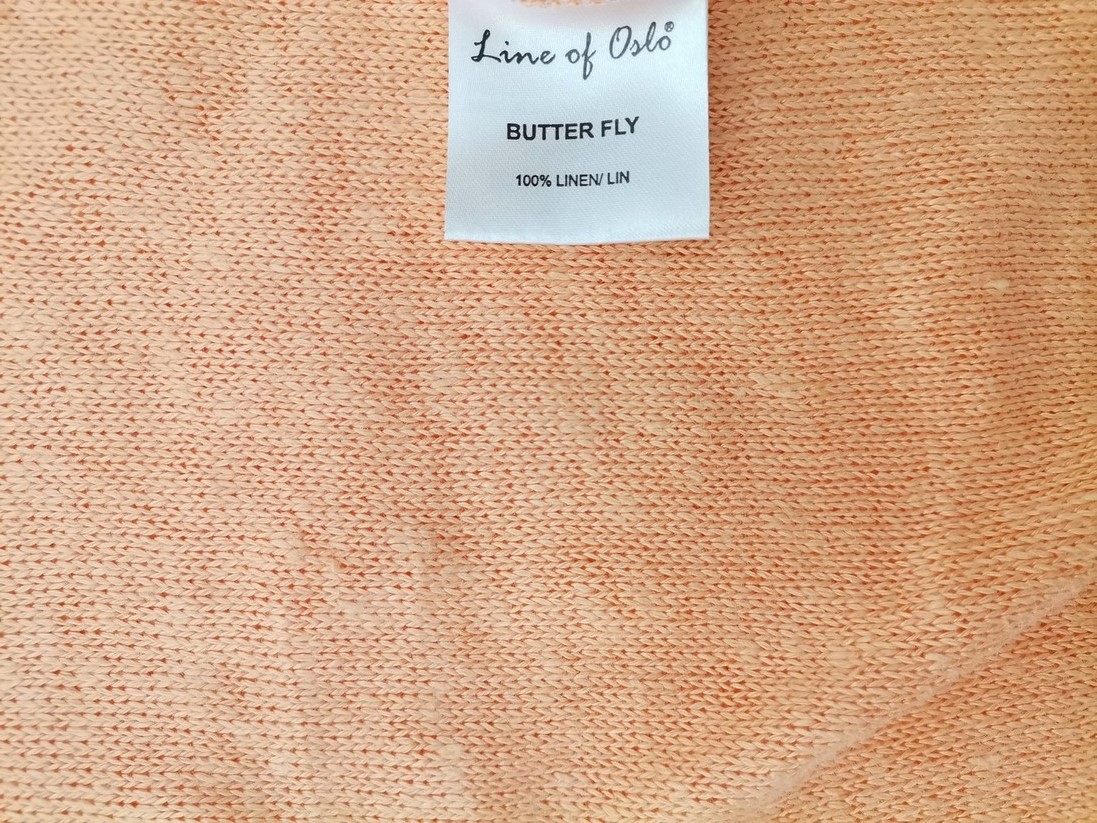 Line of Oslo®
BUTTER FLY
100% LINEN/ LIN